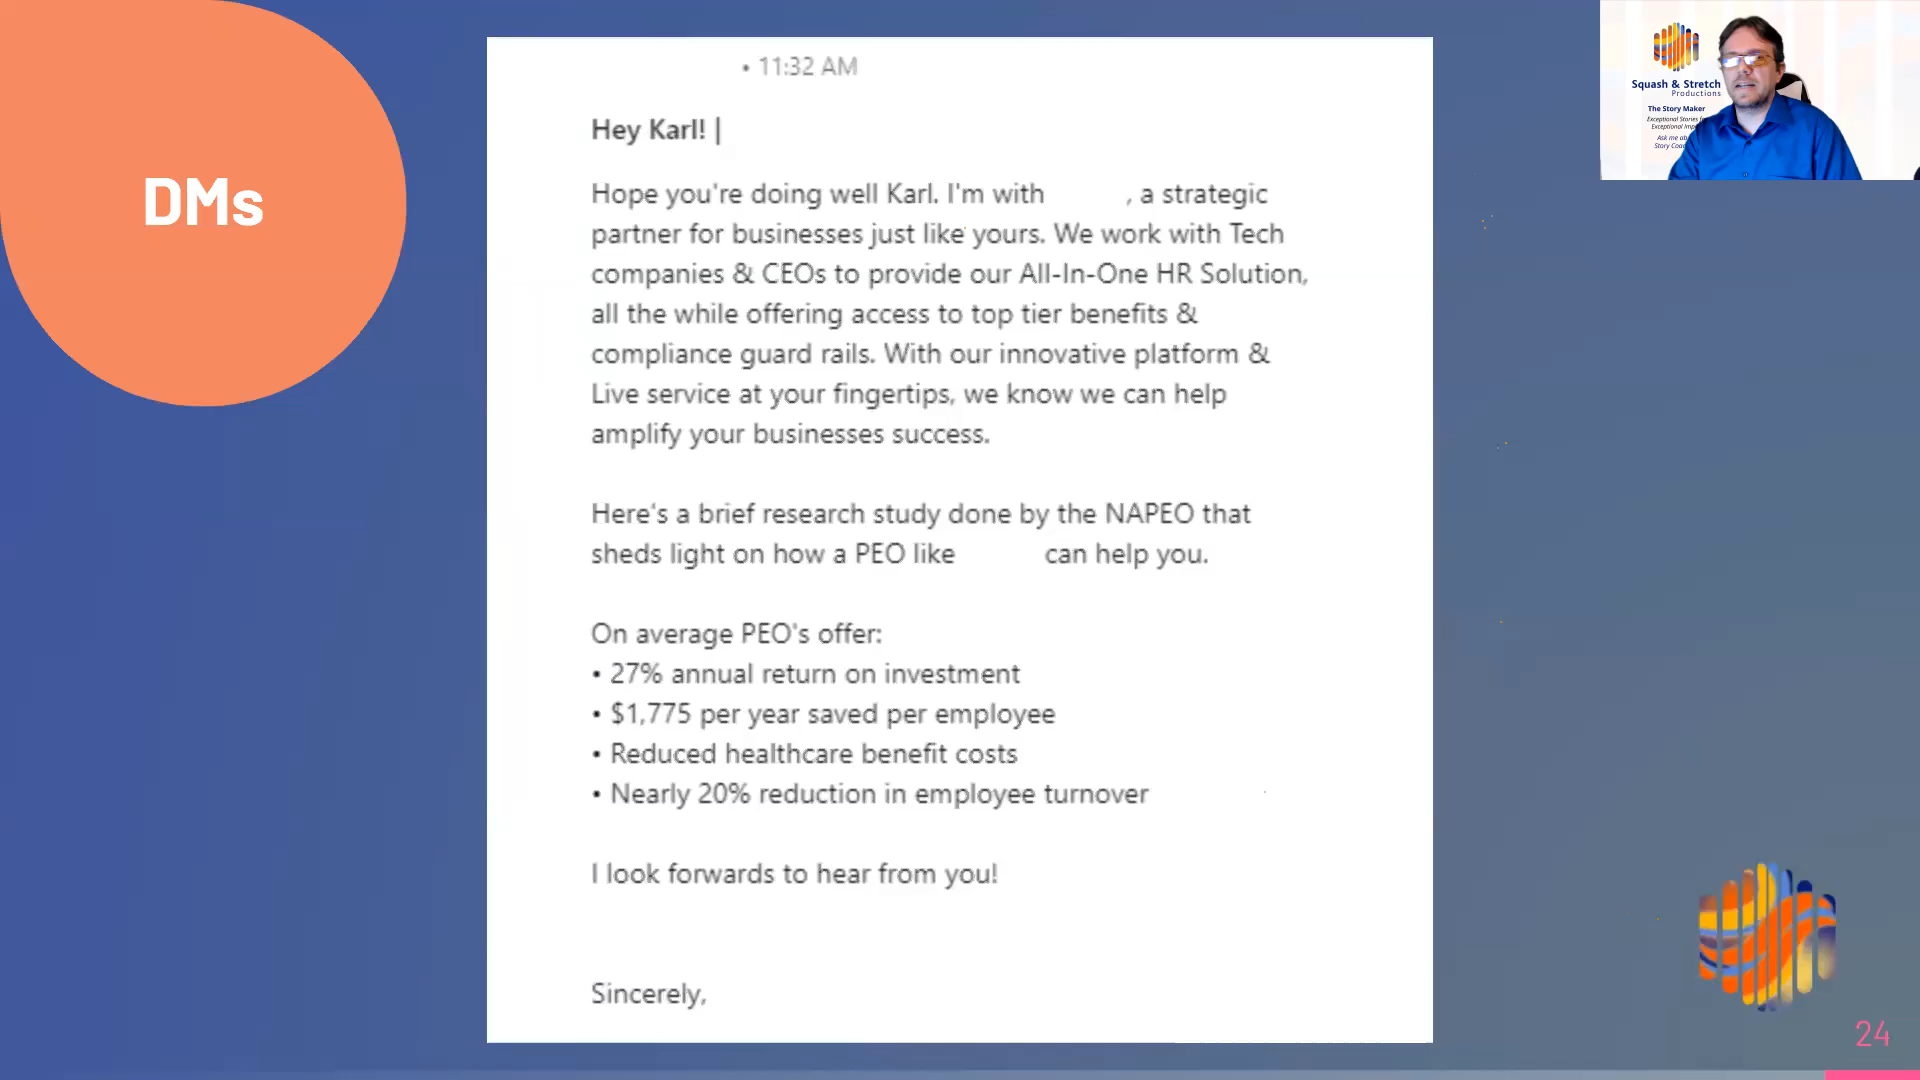 DMs
• 11:32 AM
Hey Karl! |
Hope you're doing well Karl. I'm with , a strategic
partner for businesses just like yours. We work with Tech
companies & CEOs to provide our All-In-One HR Solution,
all the while offering access to top tier benefits &
compliance guard rails. With our innovative platform &
Live service at your fingertips, we know we can help
amplify your businesses success.
Here's a brief research study done by the NAPEO that
sheds light on how a PEO like can help you.
On average PEO's offer:
• 27% annual return on investment
• $1,775 per year saved per employee
• Reduced healthcare benefit costs
• Nearly 20% reduction in employee turnover
I look forwards to hear from you!
Sincerely,
Squash & Stretch
Productions
The Story Maker
Exceptional Stories
Exceptional
Ask me
Story
24